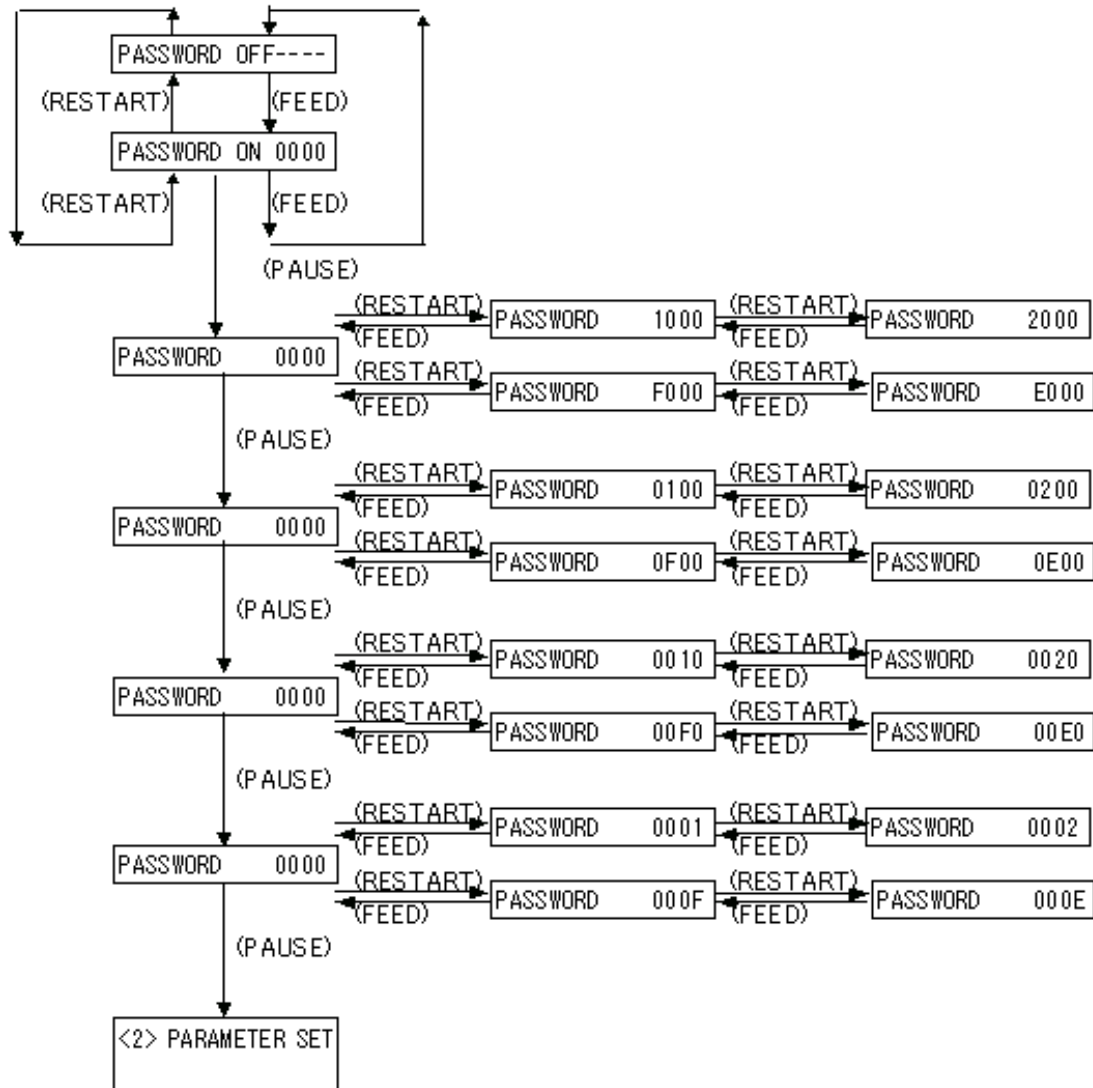 PASSWORD OFF----
(RESTART) (FEED)
PASSWORD ON 0000
(RESTART) (FEED)
(PAUSE)
(RESTART) (RESTART)
PASSWORD 1000 PASSWORD 2000
(FEED) (FEED)
PASSWORD 0000
(RESTART) (RESTART)
PASSWORD F000 PASSWORD E000
(FEED) (FEED)
(PAUSE)
(RESTART) (RESTART)
PASSWORD 0100 PASSWORD 0200
(FEED) (FEED)
PASSWORD 0000
(RESTART) (RESTART)
PASSWORD 0F00 PASSWORD 0E00
(FEED) (FEED)
(PAUSE)
(RESTART) (RESTART)
PASSWORD 0010 PASSWORD 0020
(FEED) (FEED)
PASSWORD 0000
(RESTART) (RESTART)
PASSWORD 00F0 PASSWORD 00E0
(FEED) (FEED)
(PAUSE)
(RESTART) (RESTART)
PASSWORD 0001 PASSWORD 0002
(FEED) (FEED)
PASSWORD 0000
(RESTART) (RESTART)
PASSWORD 000F PASSWORD 000E
(FEED) (FEED)
(PAUSE)
<2> PARAMETER SET